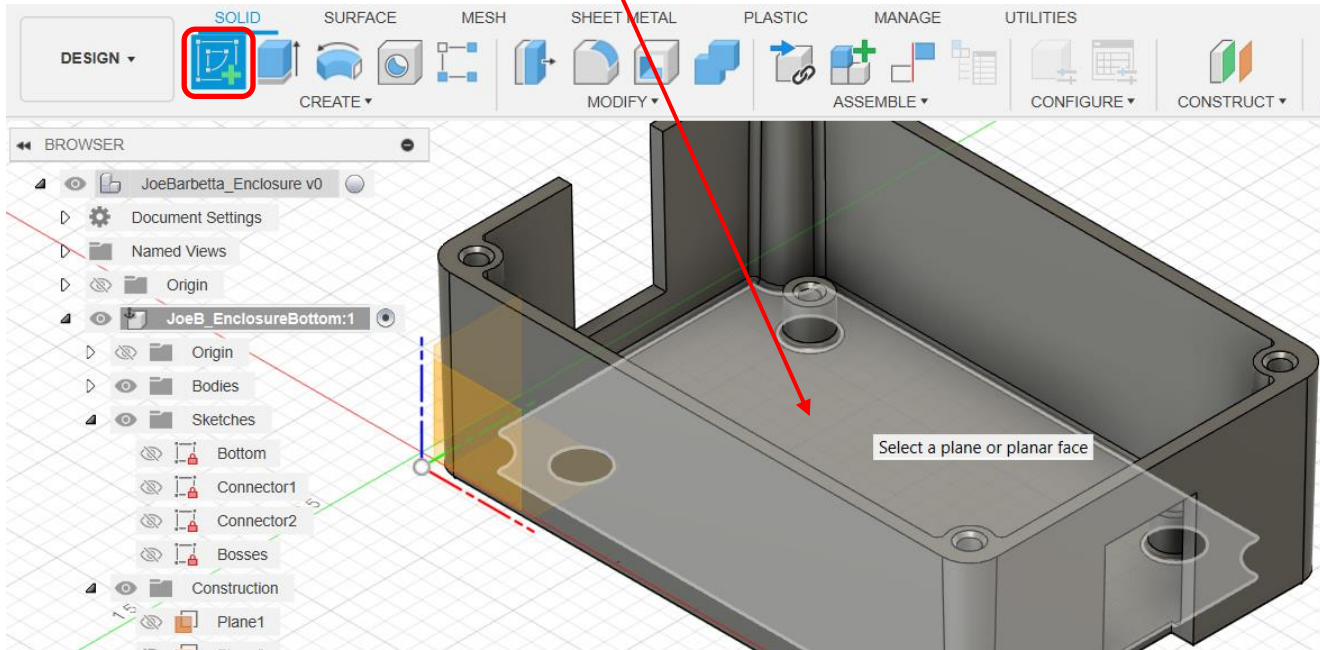 SOLID SURFACE MESH SHEET METAL PLASTIC MANAGE UTILITIES
DESIGN ▾
CREATE ▾ MODIFY ▾ ASSEMBLE ▾ CONFIGURE ▾ CONSTRUCT ▾
BROWSER
JoeBarbetta_Enclosure v0
Document Settings
Named Views
Origin
JoeB_EnclosureBottom:1
Origin
Bodies
Sketches
Select a plane or planar face
Bottom
Connector1
5
Connector2
Bosses
Construction
15
Plane1